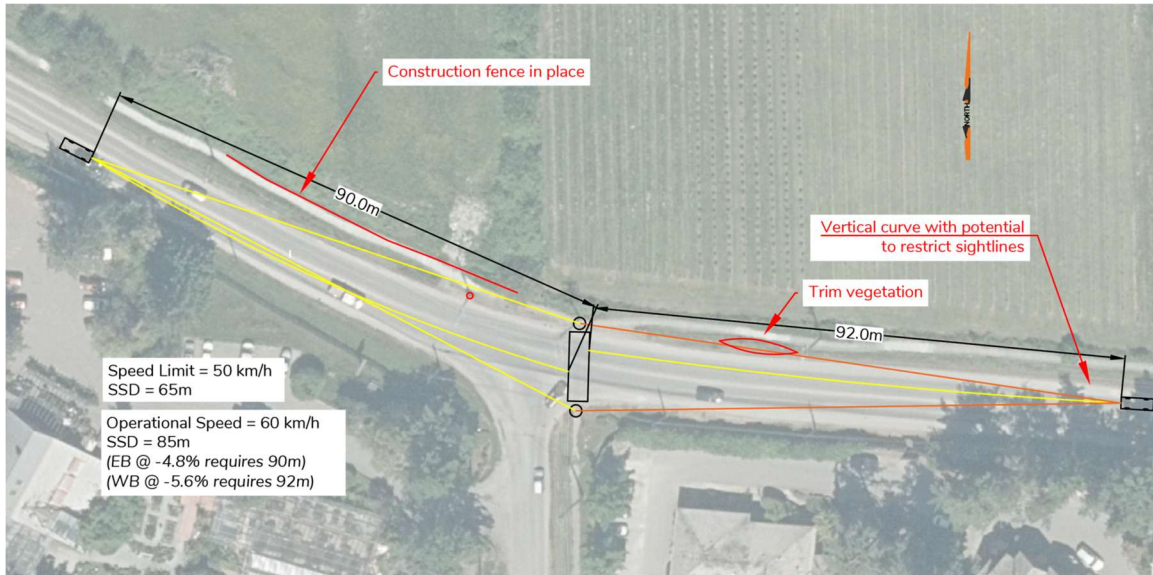 Construction fence in place
NORTH
90.0m
Vertical curve with potential
to restrict sightlines
Trim vegetation
92.0m
Speed Limit = 50 km/h
SSD = 65m
Operational Speed = 60 km/h
SSD = 85m
(EB @ -4.8% requires 90m)
(WB @ -5.6% requires 92m)